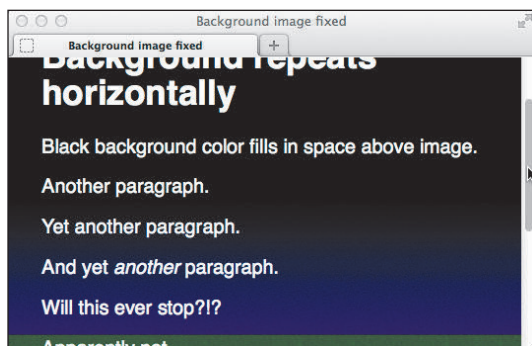 Background image fixed
Background image fixed
Background repeats
horizontally
Black background color fills in space above image.
Another paragraph.
Yet another paragraph.
And yet another paragraph.
Will this ever stop?!?
Apparently not